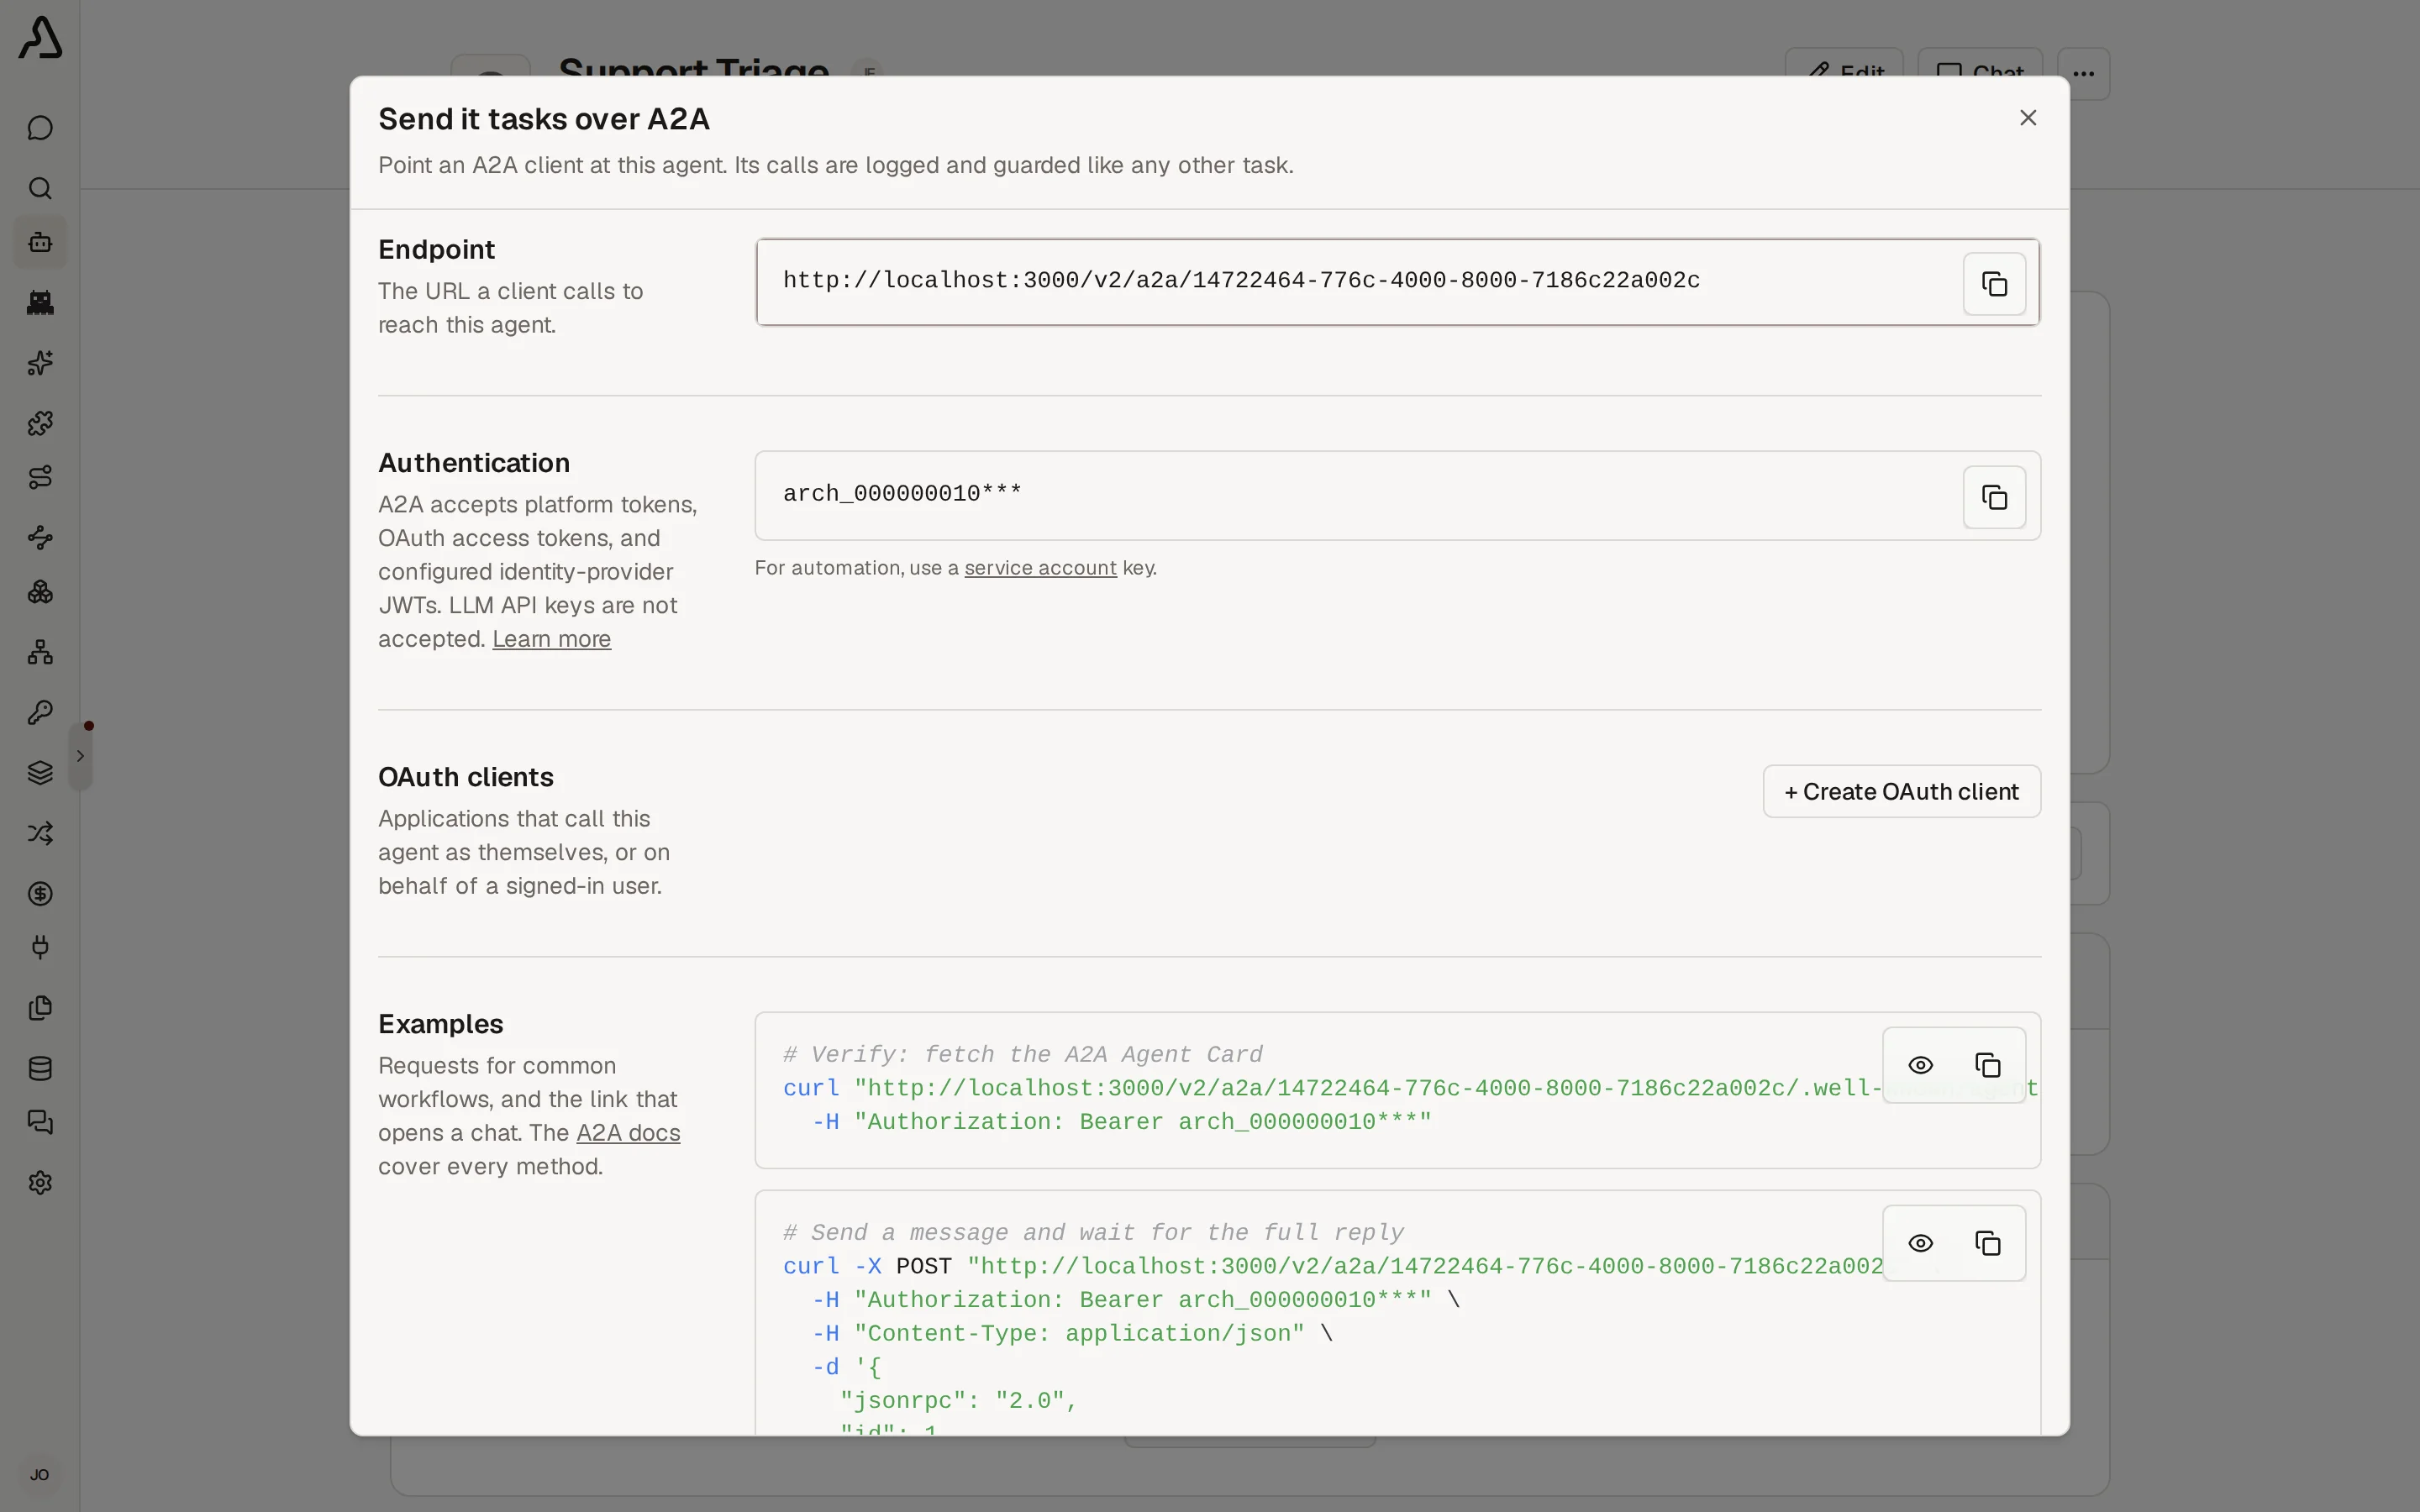 Support Triage
Edit
Chat
Send it tasks over A2A
Point an A2A client at this agent. Its calls are logged and guarded like any other task.
Endpoint
The URL a client calls to
reach this agent.
http://localhost:3000/v2/a2a/14722464-776c-4000-8000-7186c22a002c
Authentication
A2A accepts platform tokens,
OAuth access tokens, and
configured identity-provider
JWTs. LLM API keys are not
accepted. Learn more
arch_000000010***
For automation, use a service account key.
OAuth clients
Applications that call this
agent as themselves, or on
behalf of a signed-in user.
+ Create OAuth client
Examples
Requests for common
workflows, and the link that
opens a chat. The A2A docs
cover every method.
# Verify: fetch the A2A Agent Card
curl "http://localhost:3000/v2/a2a/14722464-776c-4000-8000-7186c22a002c/.well-
-H "Authorization: Bearer arch_000000010***"
# Send a message and wait for the full reply
curl -X POST "http://localhost:3000/v2/a2a/14722464-776c-4000-8000-7186c22a002
-H "Authorization: Bearer arch_000000010***" \
-H "Content-Type: application/json" \
-d '{
"jsonrpc": "2.0",
"id": 1
JO